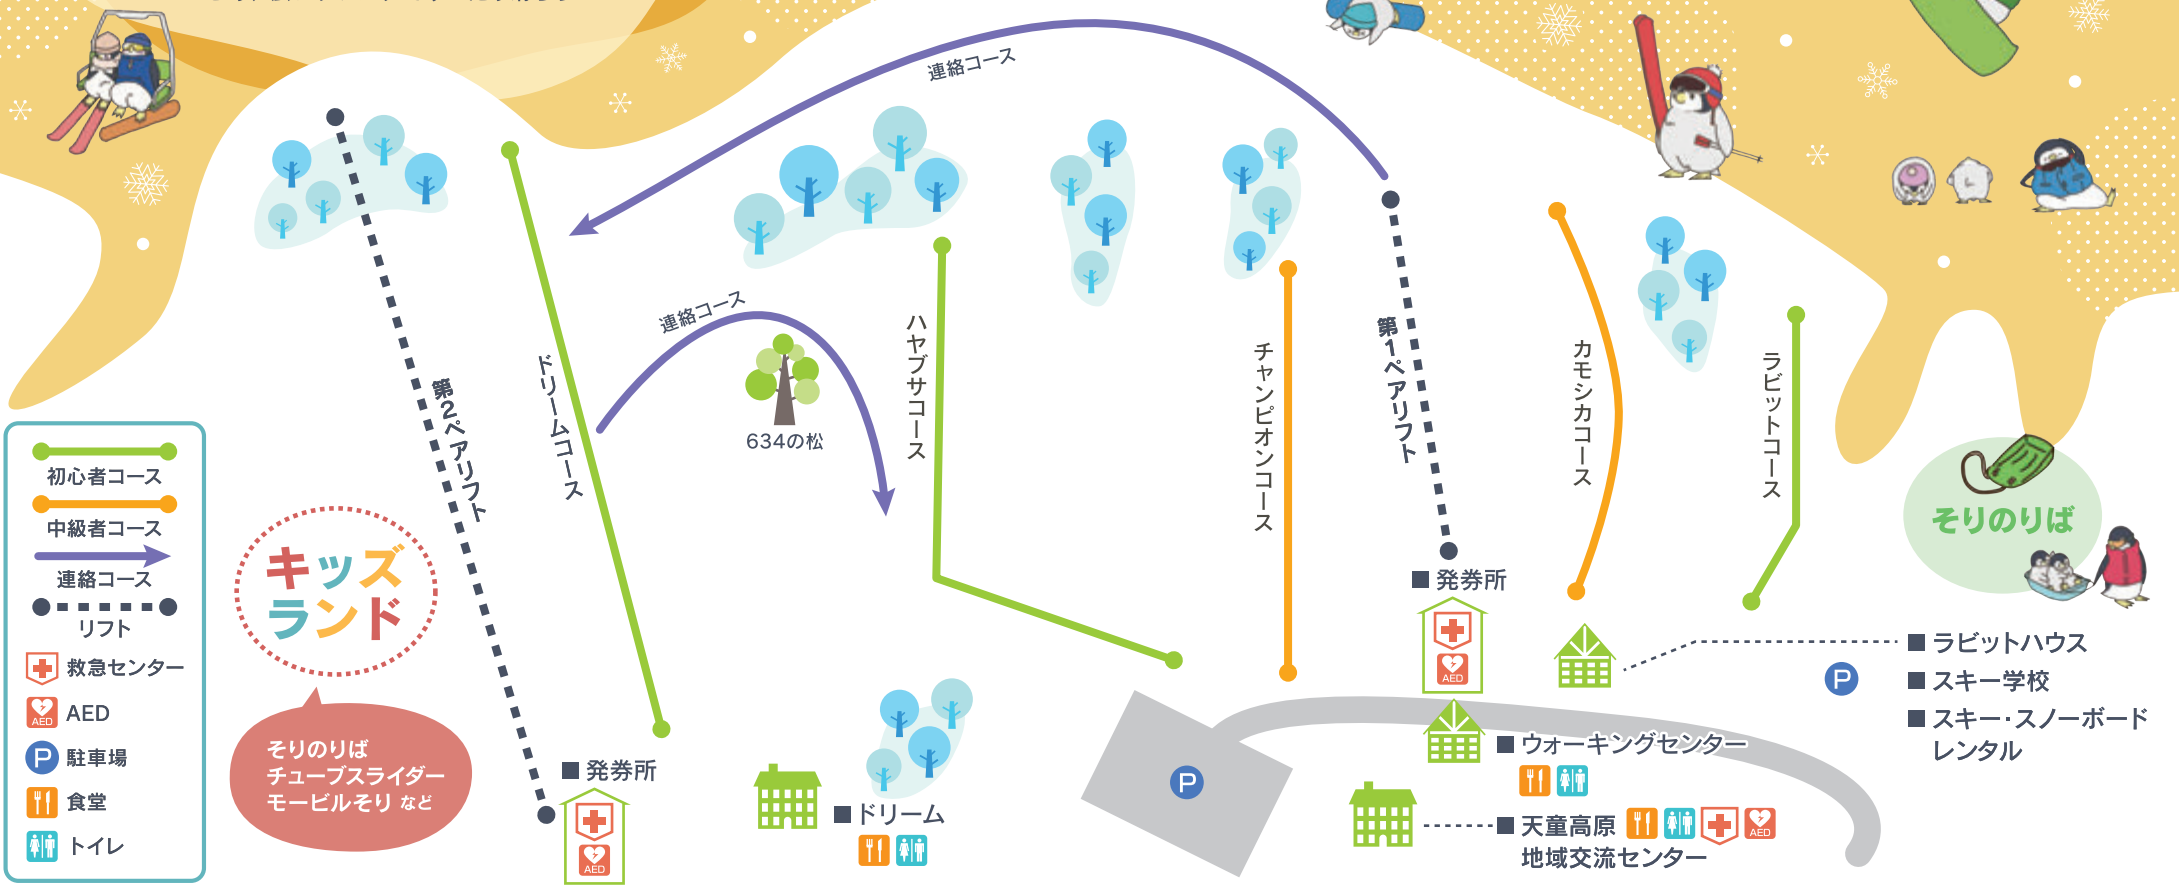 連絡コース
連絡コース
634の松
第2ペアリフト
ドリームコース
ハヤブサコース
チャンピオンコース
第1ペアリフト
カモシカコース
ラビットコース
そりのりば
初心者コース
中級者コース
連絡コース
リフト
救急センター
AED
AED
P
駐車場
食堂
トイレ
キッズ
ランド
そりのりば
チューブスライダー
モービルそり など
発券所
AED
ドリーム
P
発券所
AED
ウォーキングセンター
天童高原
地域交流センター
AED
P
ラビットハウス
スキー学校
スキー・スノーボード
レンタル